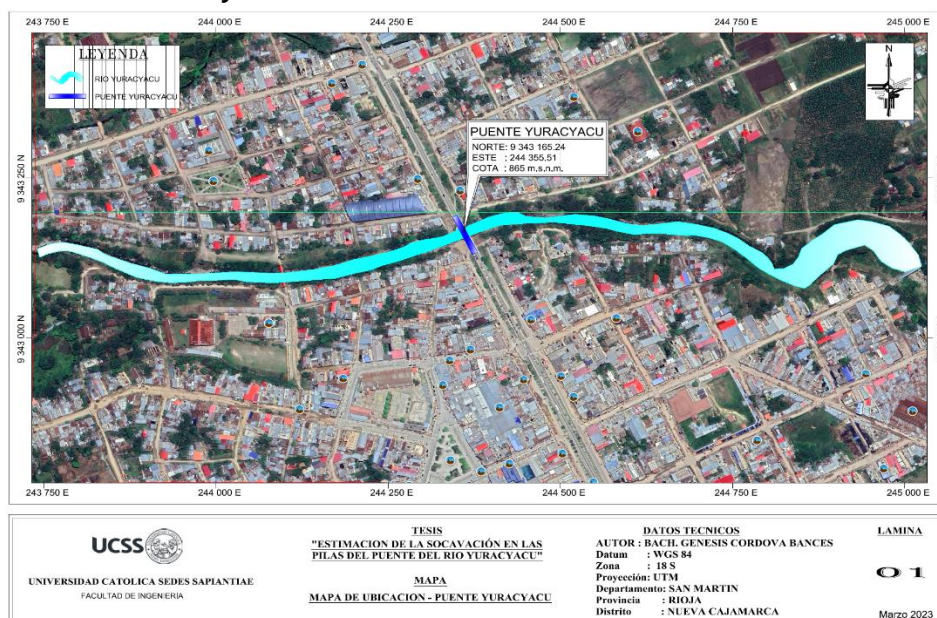 243 750 E
244 000 E
244 250 E
244 500 E
244 750 E
245 000 E
LEYENDA
RIO YURACYACU
PUENTE YURACYACU
N
PUENTE YURACYACU
NORTE: 9 343 165.24
ESTE : 244 355.51
COTA : 865 m.s.n.m.
9 343 250 N
9 343 000 N
243 750 E
244 000 E
244 250 E
244 500 E
244 750 E
245 000 E
UCSS
UNIVERSIDAD CATOLICA SEDES SAPIANTIAE
FACULTAD DE INGENIERIA
TESIS
"ESTIMACION DE LA SOCAVACIÓN EN LAS
PILAS DEL PUENTE DEL RIO YURACYACU"
MAPA
MAPA DE UBICACION - PUENTE YURACYACU
DATOS TECNICOS
AUTOR : BACH. GENESIS CORDOVA BANCES
Datum : WGS 84
Zona : 18 S
Proyección: UTM
Departamento: SAN MARTIN
Provincia : RIOJA
Distrito : NUEVA CAJAMARCA
LAMINA
01
Marzo 2023